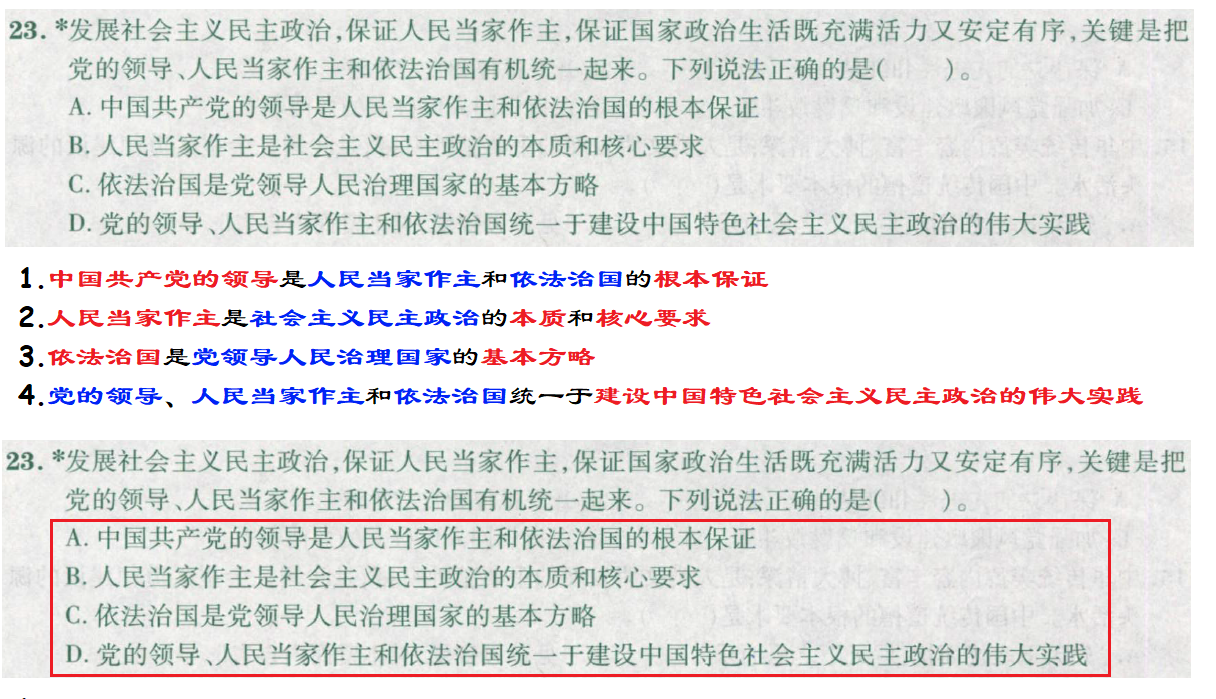 23. *发展社会主义民主政治,保证人民当家作主,保证国家政治生活既充满活力又安定有序,关键是把
党的领导、人民当家作主和依法治国有机统一起来。下列说法正确的是(    )。
A. 中国共产党的领导是人民当家作主和依法治国的根本保证
B. 人民当家作主是社会主义民主政治的本质和核心要求
C. 依法治国是党领导人民治理国家的基本方略
D. 党的领导、人民当家作主和依法治国统一于建设中国特色社会主义民主政治的伟大实践
1.中国共产党的领导是人民当家作主和依法治国的根本保证
2.人民当家作主是社会主义民主政治的本质和核心要求
3.依法治国是党领导人民治理国家的基本方略
4.党的领导、人民当家作主和依法治国统一于建设中国特色社会主义民主政治的伟大实践
23. *发展社会主义民主政治,保证人民当家作主,保证国家政治生活既充满活力又安定有序,关键是把
党的领导、人民当家作主和依法治国有机统一起来。下列说法正确的是(    )。
A. 中国共产党的领导是人民当家作主和依法治国的根本保证
B. 人民当家作主是社会主义民主政治的本质和核心要求
C. 依法治国是党领导人民治理国家的基本方略
D. 党的领导、人民当家作主和依法治国统一于建设中国特色社会主义民主政治的伟大实践